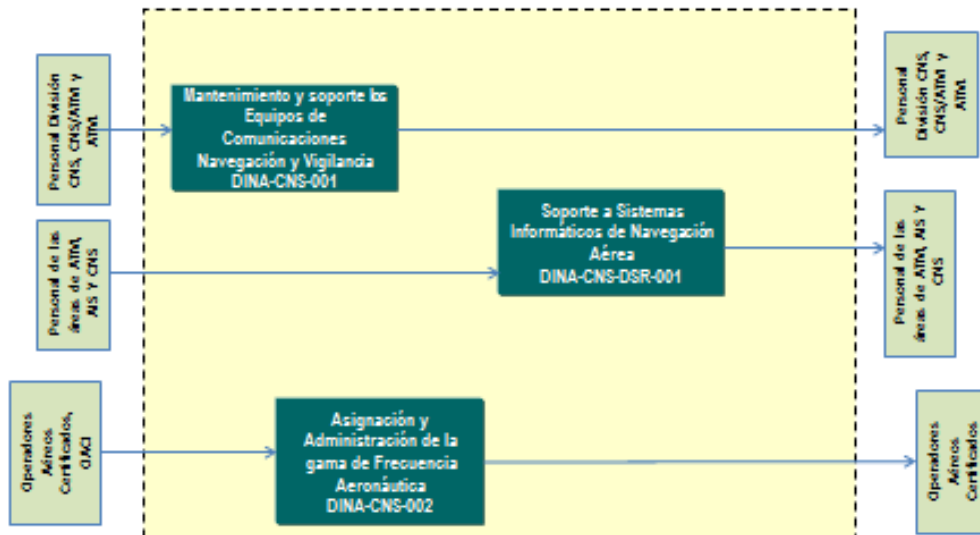 Personal División
CNS, CNS/ATM y
ATM
Mantenimiento y soporte los
Equipos de
Comunicaciones
Navegación y Vigilancia
DINA-CNS-001
Personal
División CNS,
CNS/ATM y
ATM
Personal de las
áreas de ATM,
AIS Y CNS
Soporte a Sistemas
Informáticos de Navegación
Aérea
DINA-CNS-DSR-001
Personal de las
áreas de ATM, AIS Y
CNS
Operadores
Aéreos
Certificados,
OACI
Asignación y
Administración de la
gama de Frecuencia
Aeronáutica
DINA-CNS-002
Operadores
Aéreos
Certificados